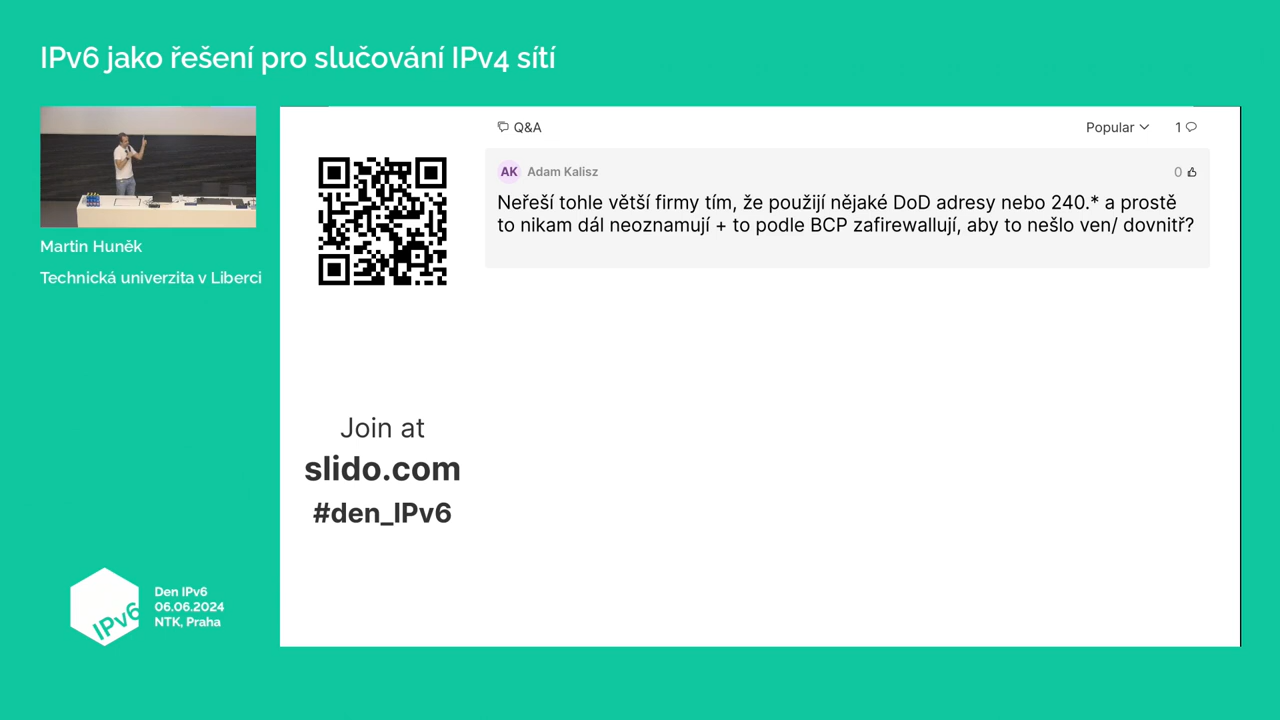 IPv6 jako řešení pro slučování IPv4 sítí
Martin Huněk
Technická univerzita v Liberci
Q&A
Popular
1
AK
Adam Kalisz
0
Neřeší tohle větší firmy tím, že použijí nějaké DoD adresy nebo 240.* a prostě
to nikam dál neoznamují + to podle BCP zafirewallují, aby to nešlo ven/ dovnitř?
Join at
slido.com
#den_IPv6
IPv6
Den IPv6
06.06.2024
NTK, Praha